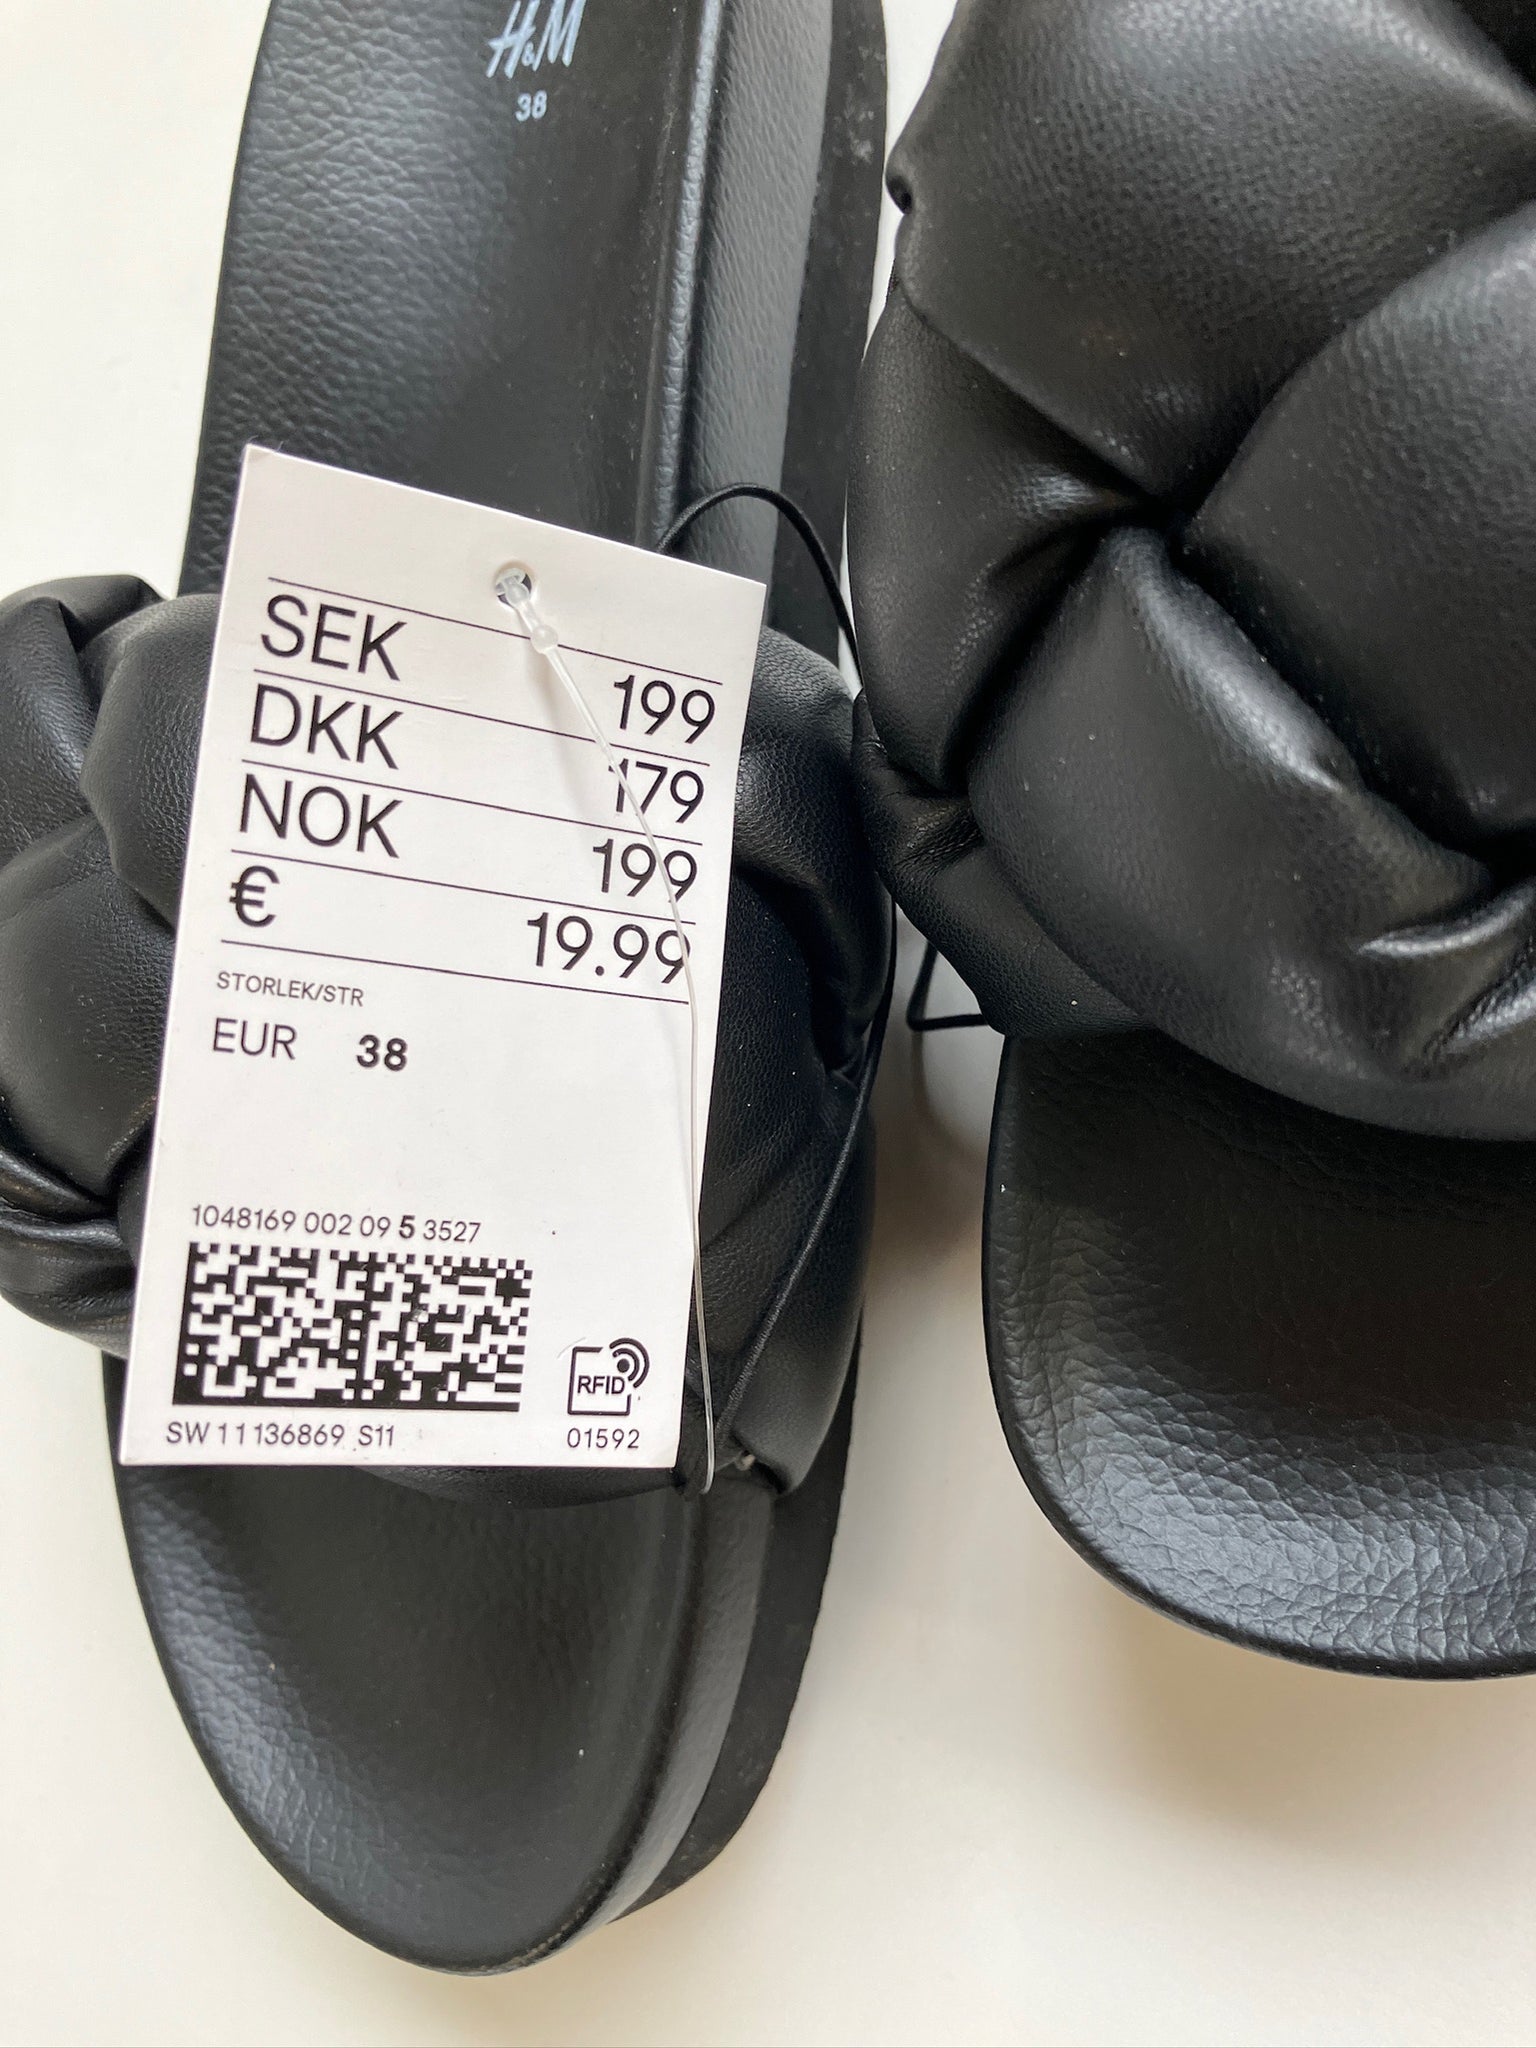 H&M
38
SEK 199
DKK 179
NOK 199
€ 19.99
STORLEK/STR
EUR 38
1048169 002 09 5 3527
RFID
SW 11136869 S11
01592